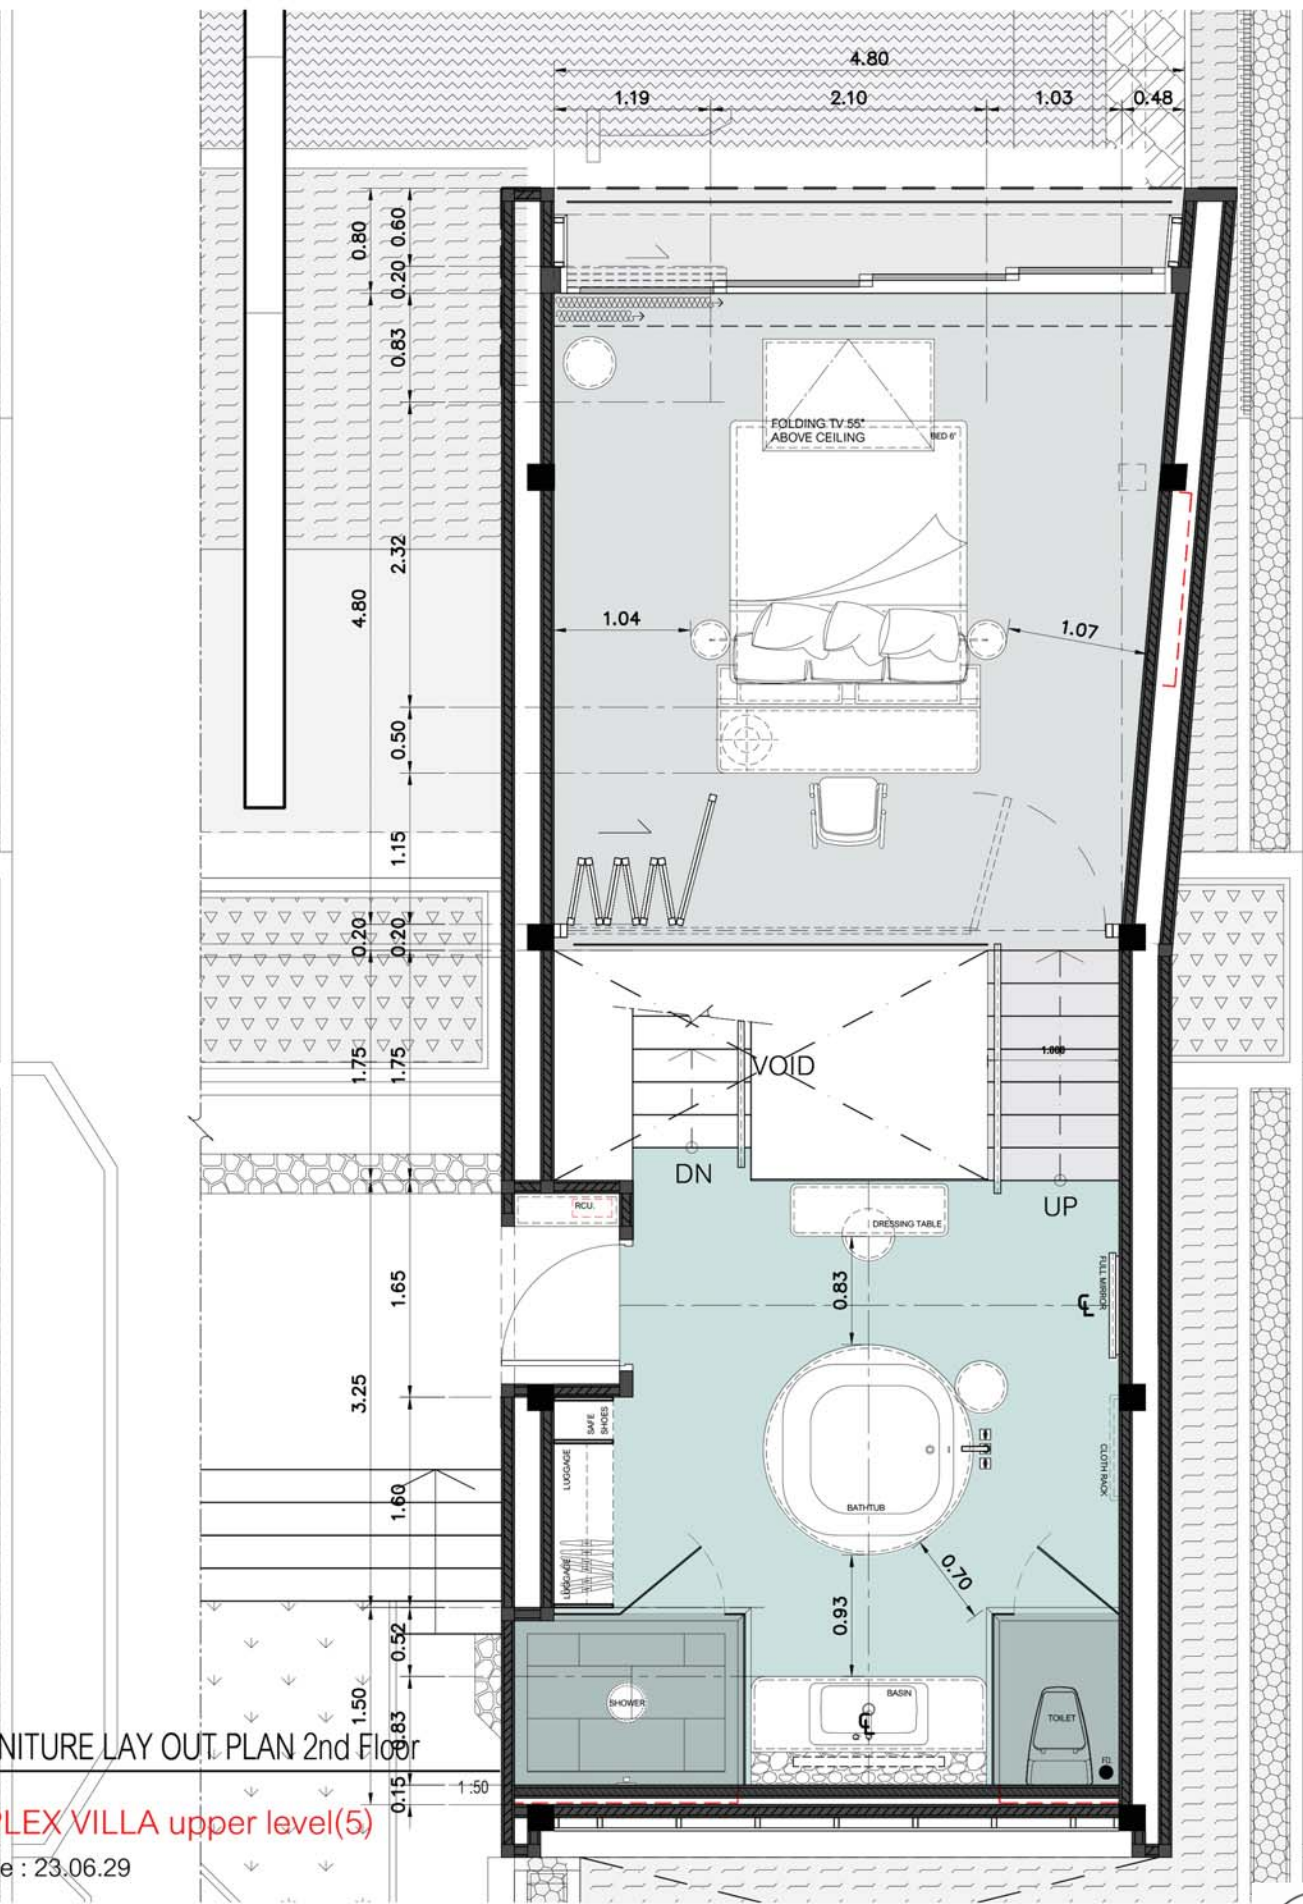 4.80
1.19
2.10
1.03
0.48
0.80
0.60
0.20
0.83
FOLDING TV 55"
ABOVE CEILING
BED 6'
2.32
4.80
1.04
1.07
0.50
1.15
0.20
0.20
1.75
1.75
VOID
1.000
DN
UP
RCU.
DRESSING TABLE
0.83
FULL MIRROR
1.65
3.25
SAFE
SHOES
LUGGAGE
CLOTH RACK
1.60
BATHTUB
LUGGAGE
0.93
0.70
0.52
1.50
SHOWER
BASIN
TOILET
0.83
NITURE LAY OUT PLAN 2nd Floor
FD
0.15
1 :50
PLEX VILLA upper level(5)
e : 23.06.29